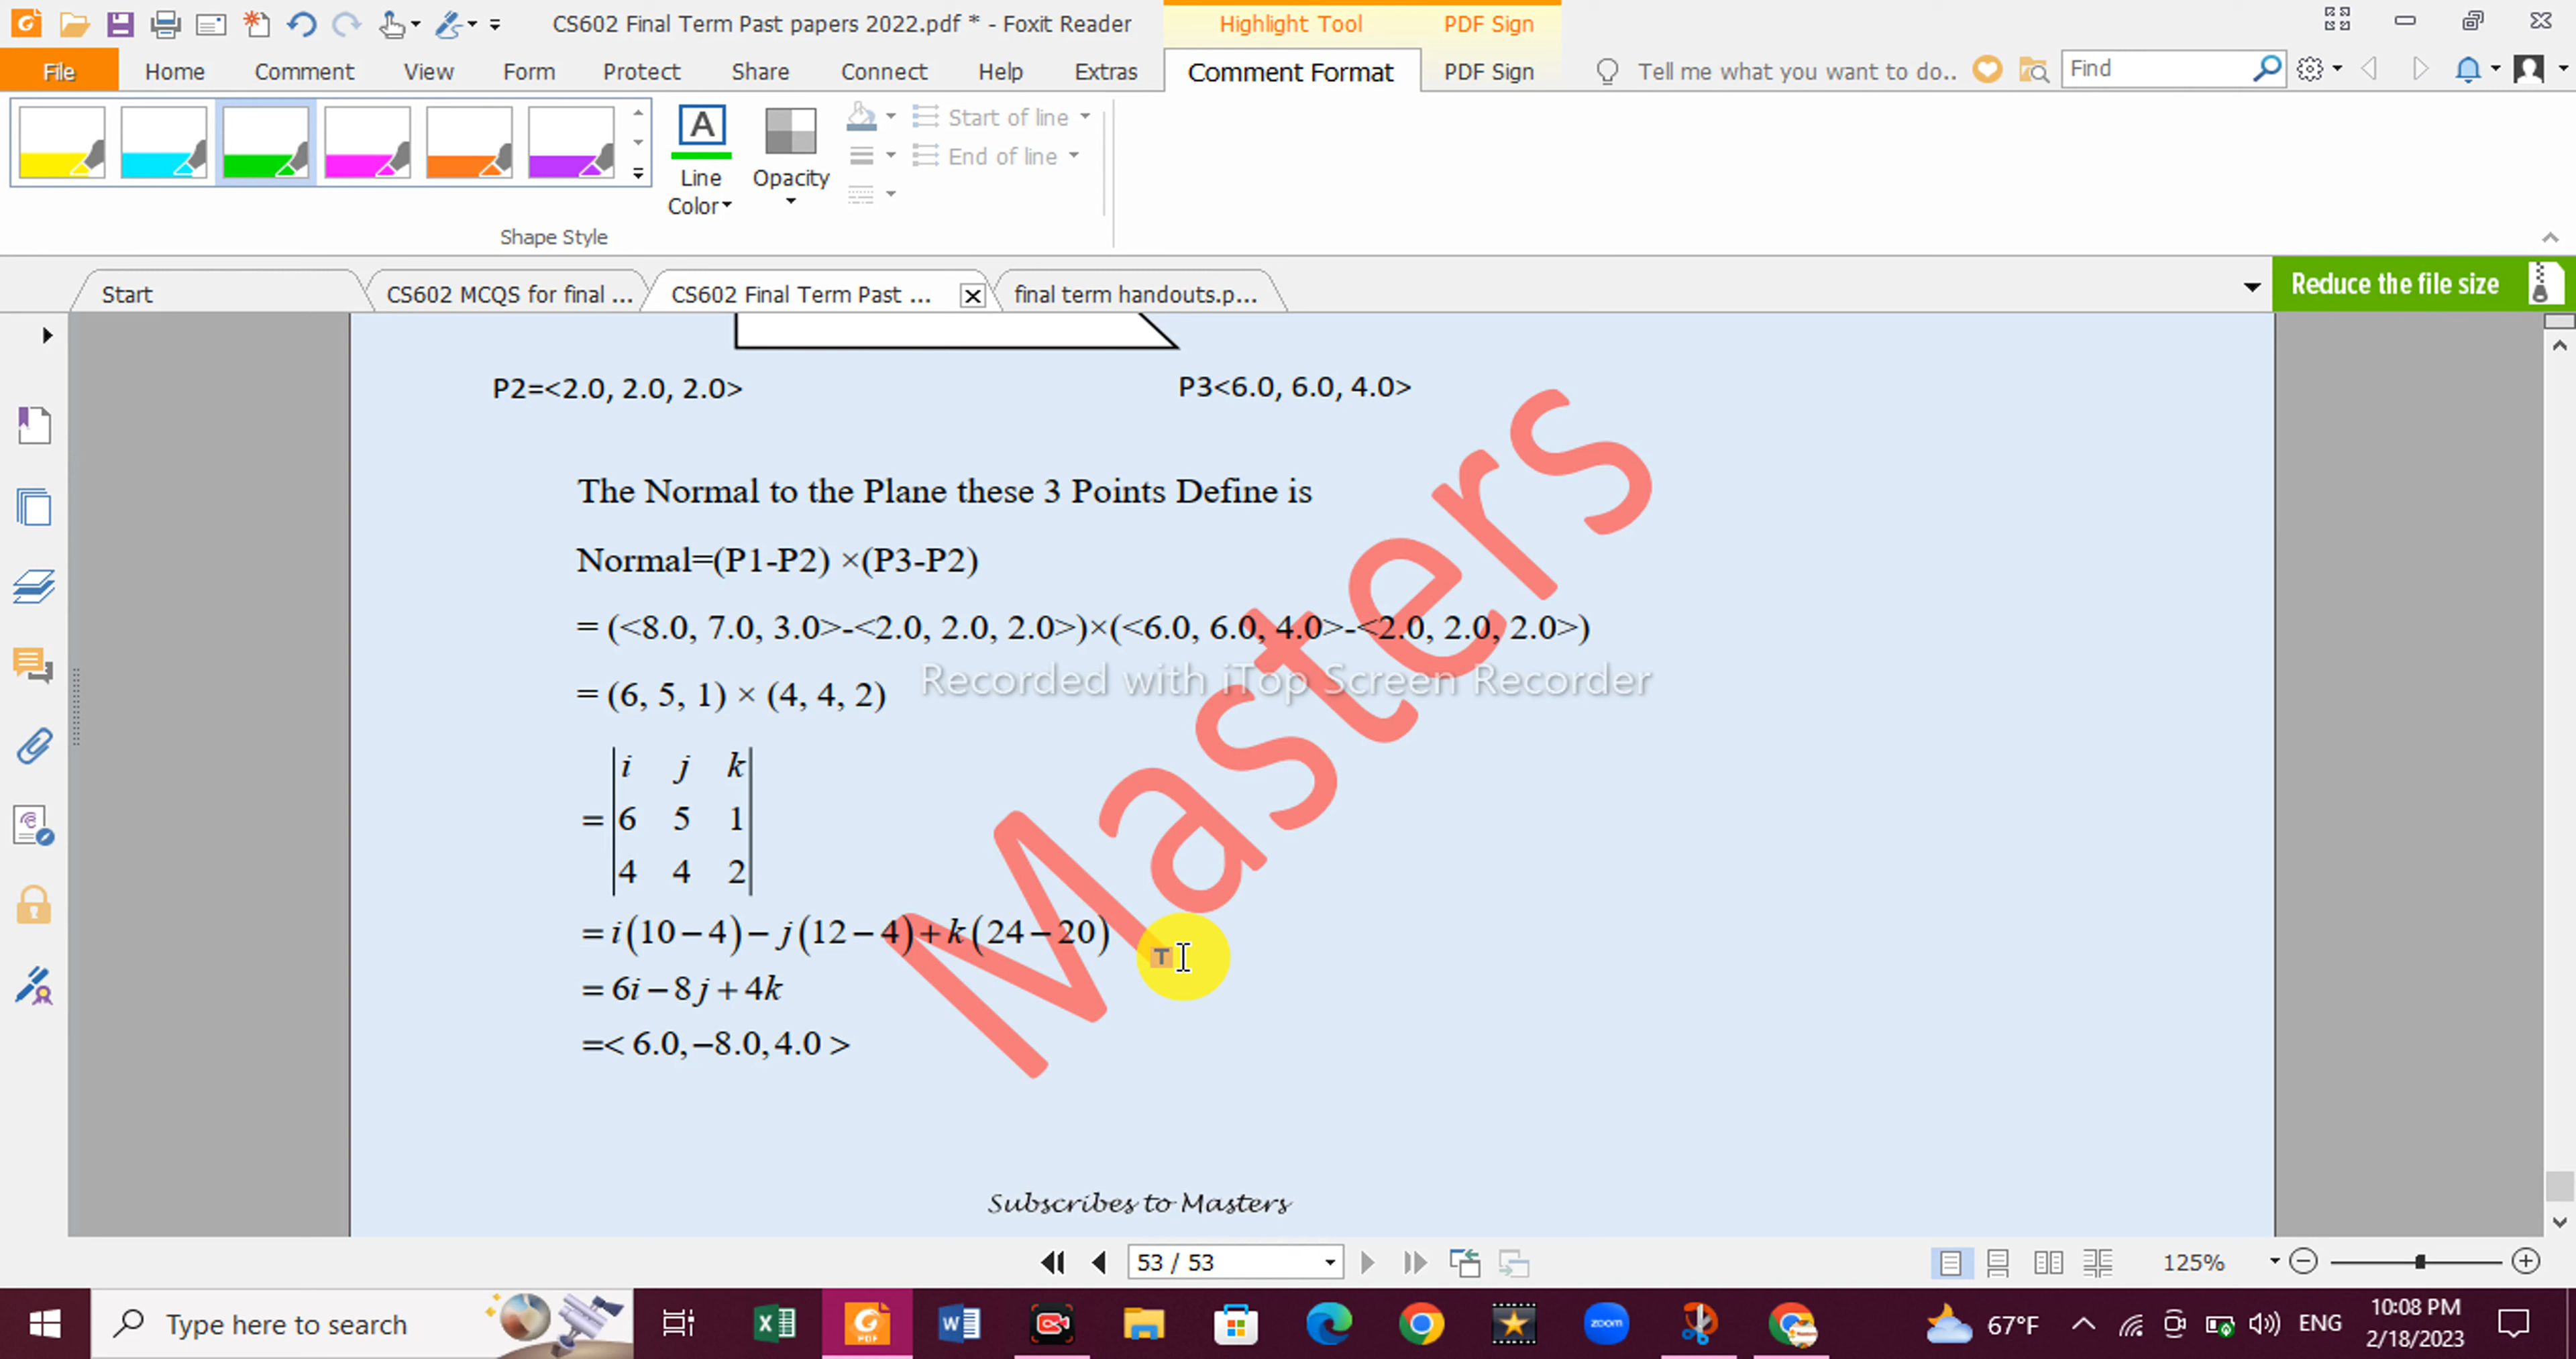 CS602 Final Term Past papers 2022.pdf * - Foxit Reader
Highlight Tool
PDF Sign
File
Home
Comment
View
Form
Protect
Share
Connect
Help
Extras
Comment Format
PDF Sign
Tell me what you want to do..
Find
Line Color
Opacity
Start of line
End of line
Shape Style
Start
CS602 MCQS for final ...
CS602 Final Term Past ...
final term handouts.p...
Reduce the file size
P2=<2.0, 2.0, 2.0>
P3<6.0, 6.0, 4.0>
The Normal to the Plane these 3 Points Define is
Normal=(P1-P2) ×(P3-P2)
= (<8.0, 7.0, 3.0>-<2.0, 2.0, 2.0>)×(<6.0, 6.0, 4.0>-<2.0, 2.0, 2.0>)
Recorded with iTop Screen Recorder
= (6, 5, 1) × (4, 4, 2)
i j k
= 6 5 1
4 4 2
= i(10−4)− j(12−4)+k(24−20)
= 6i−8j+4k
=< 6.0,−8.0,4.0 >
Masters
T
Subscribes to Masters
53 / 53
125%
Type here to search
zoom
67°F
ENG
10:08 PM
2/18/2023